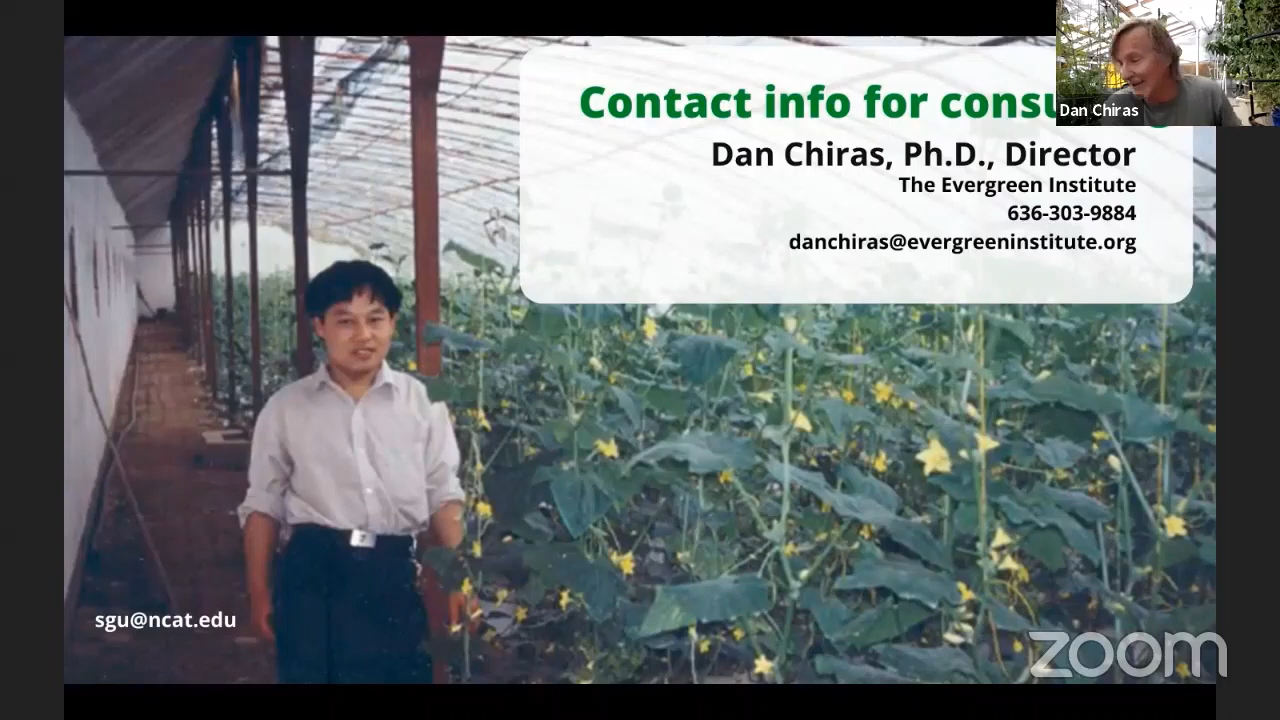 Contact info for
Dan Chiras, Ph.D., Director
The Evergreen Institute
636-303-9884
danchiras@evergreeninstitute.org
Dan Chiras
sgu@ncat.edu
zoom